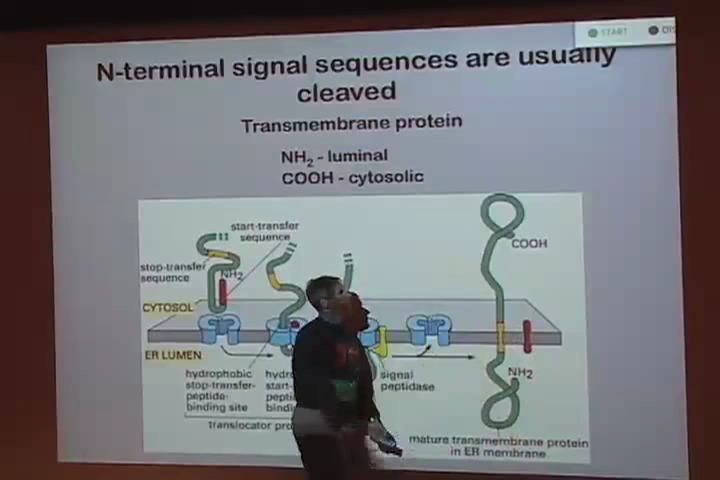 START
N-terminal signal sequences are usually
cleaved
Transmembrane protein
NH₂ - luminal
COOH - cytosolic
start-transfer
sequence
stop-transfer
sequence
NH₂
COOH
CYTOSOL
ER LUMEN
hydrophobic
stop-transfer-
peptide-
binding site
start-
signal
peptidase
NH₂
translocator
mature transmembrane protein
in ER membrane